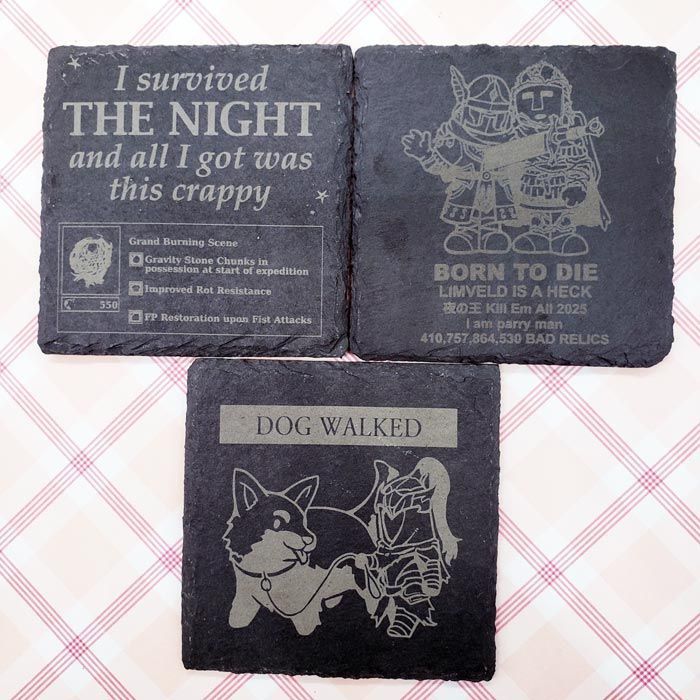 I survived
THE NIGHT
and all I got was
this crappy
Grand Burning Scene
Gravity Stone Chunks in
possession at start of expedition
Improved Rot Resistance
550
FP Restoration upon Fist Attacks
BORN TO DIE
LIMVELD IS A HECK
夜の王 Kill Em All 2025
I am parry man
410,757,864,530 BAD RELICS
DOG WALKED